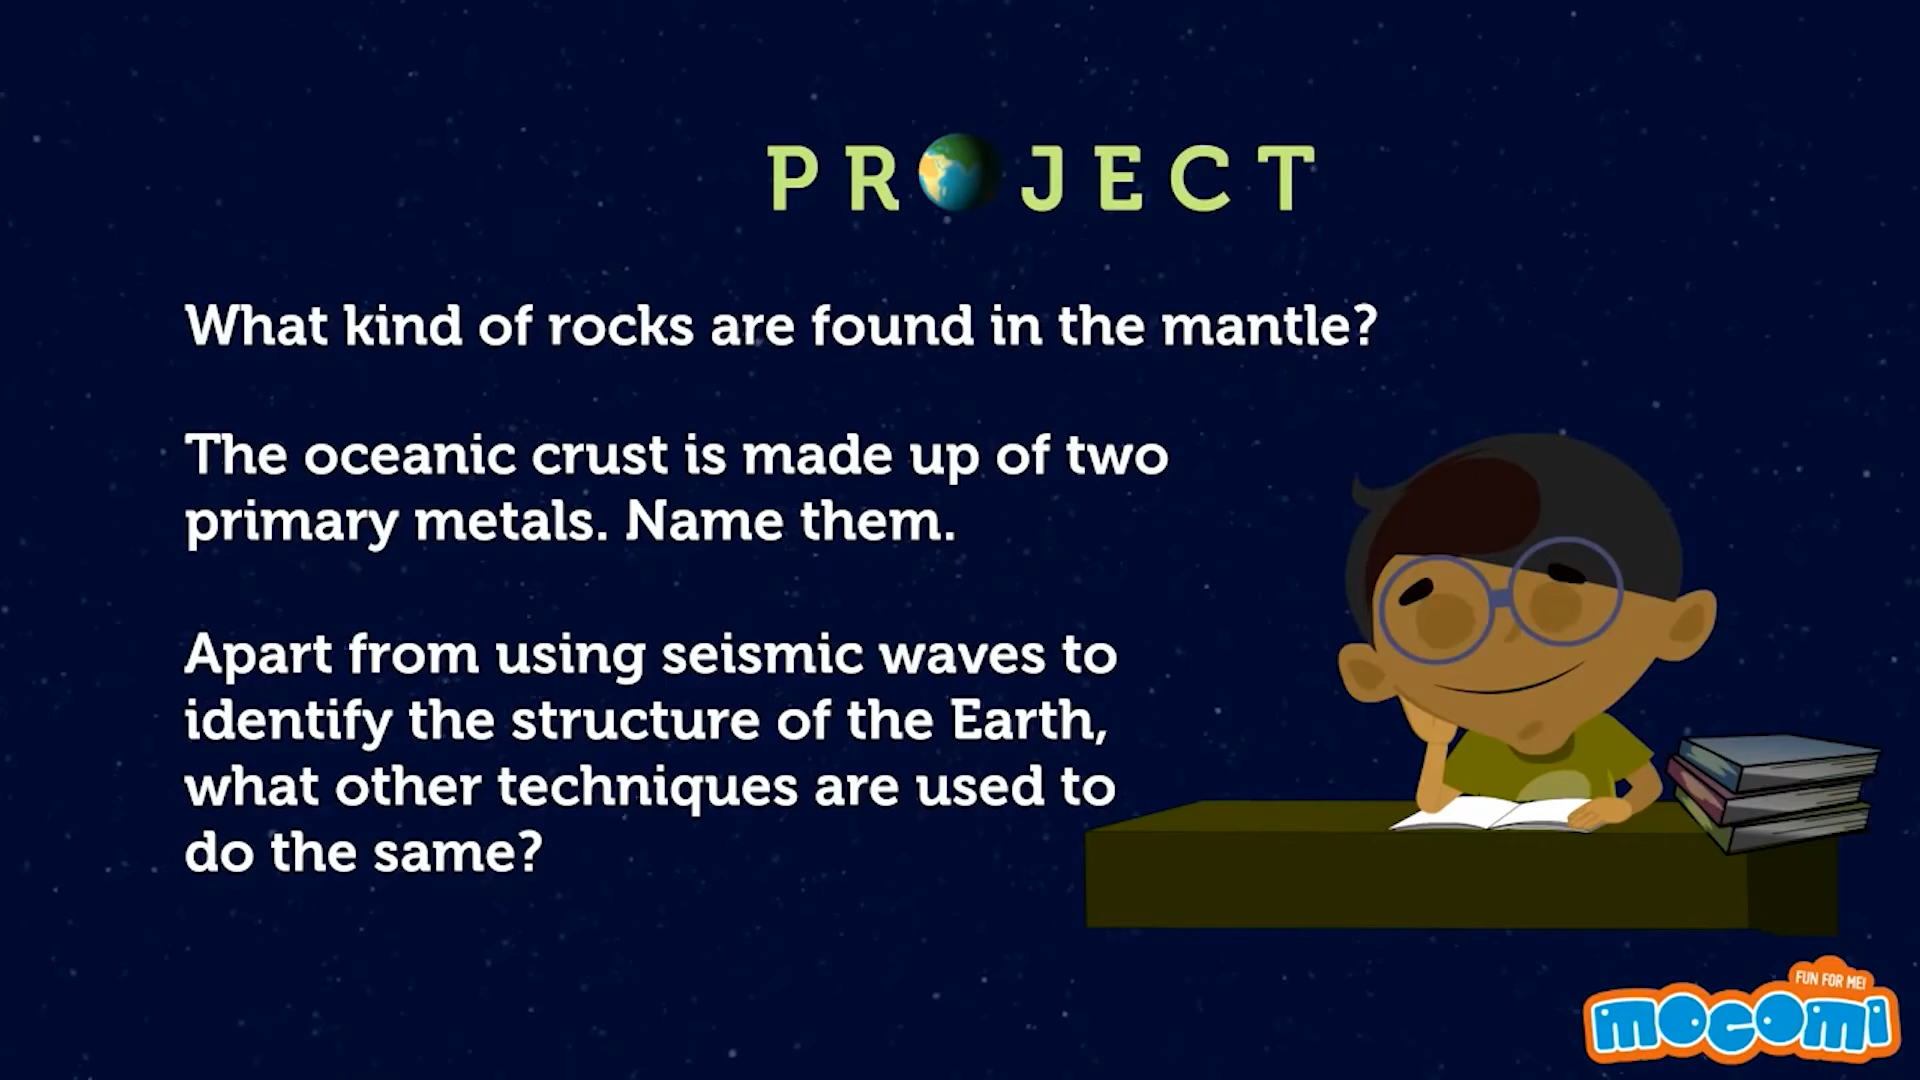 PROJECT
What kind of rocks are found in the mantle?
The oceanic crust is made up of two
primary metals. Name them.
Apart from using seismic waves to
identify the structure of the Earth,
what other techniques are used to
do the same?
FUN FOR ME!
mocomi